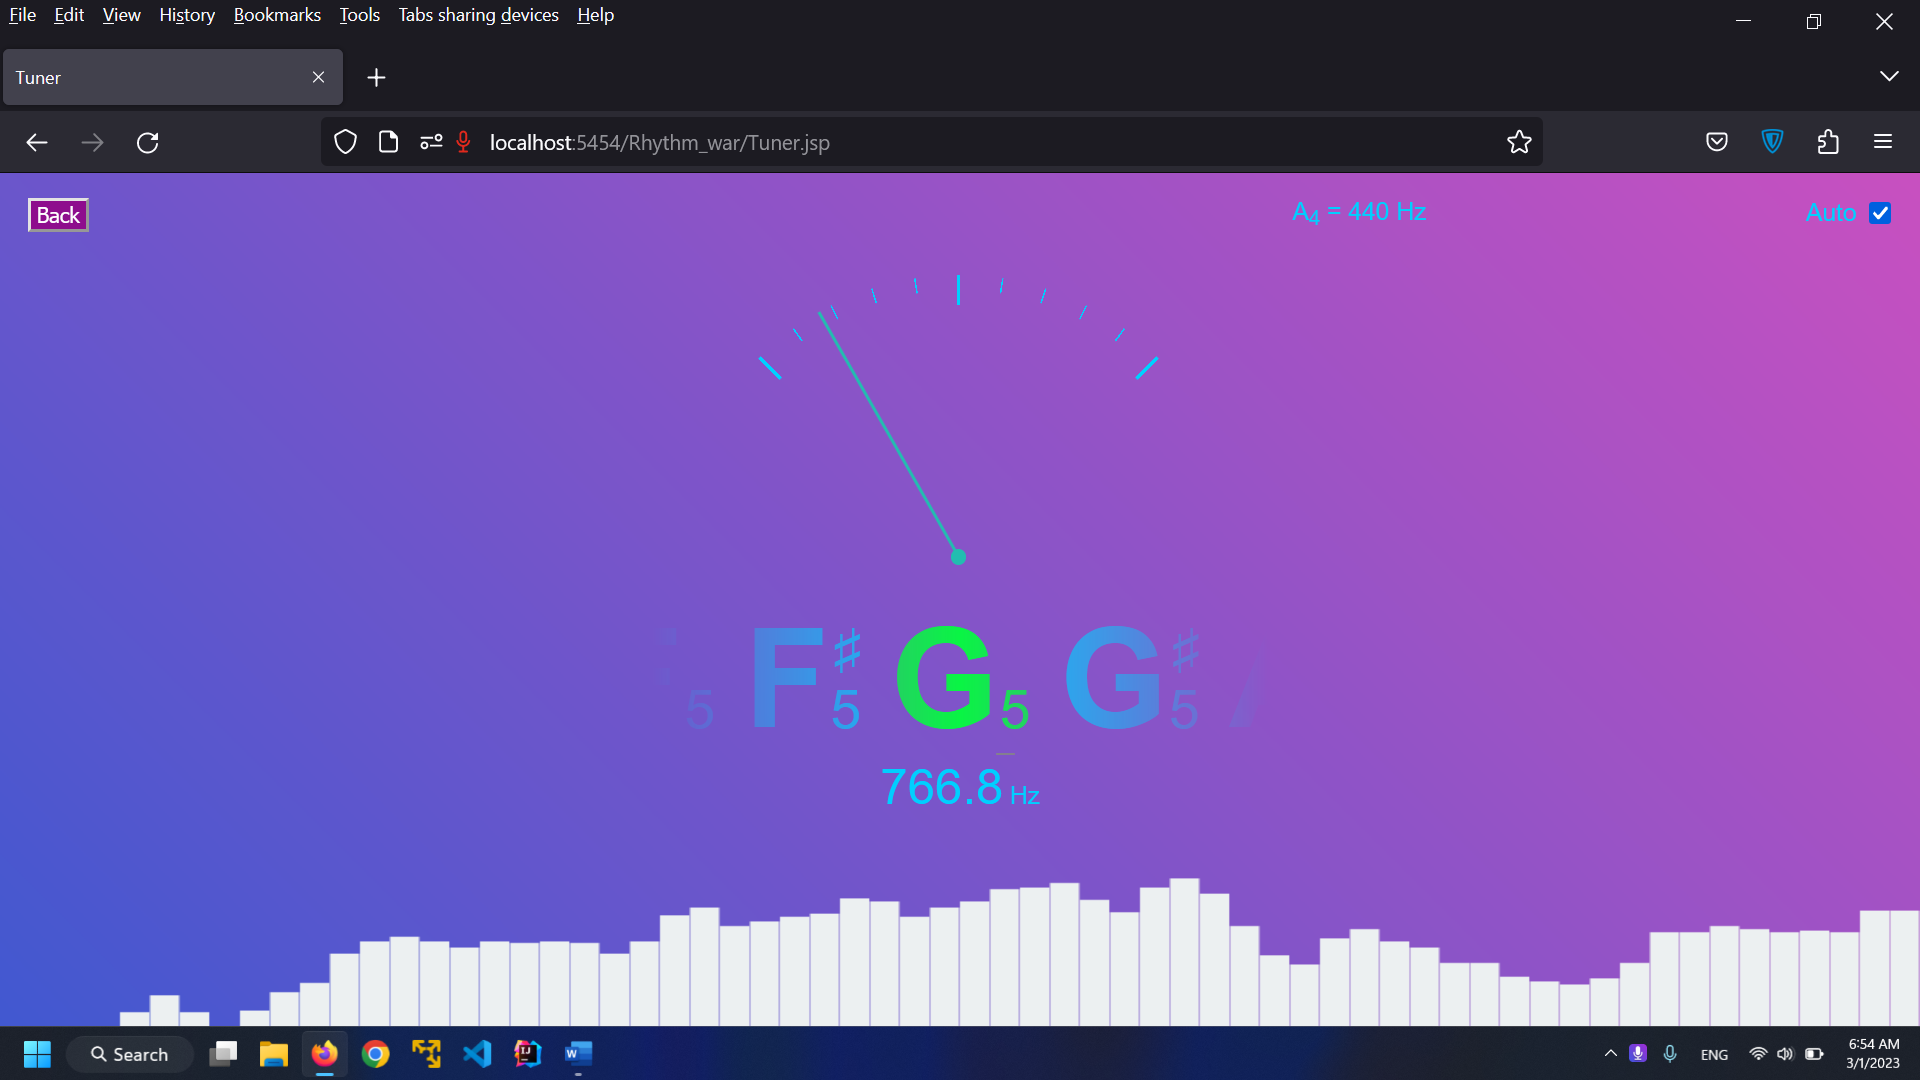 File Edit View History Bookmarks Tools Tabs sharing devices Help
Tuner
localhost:5454/Rhythm_war/Tuner.jsp
Back
A4 = 440 Hz
Auto
5 F♯5 G5 G♯5
766.8 Hz
Search
ENG
6:54 AM
3/1/2023